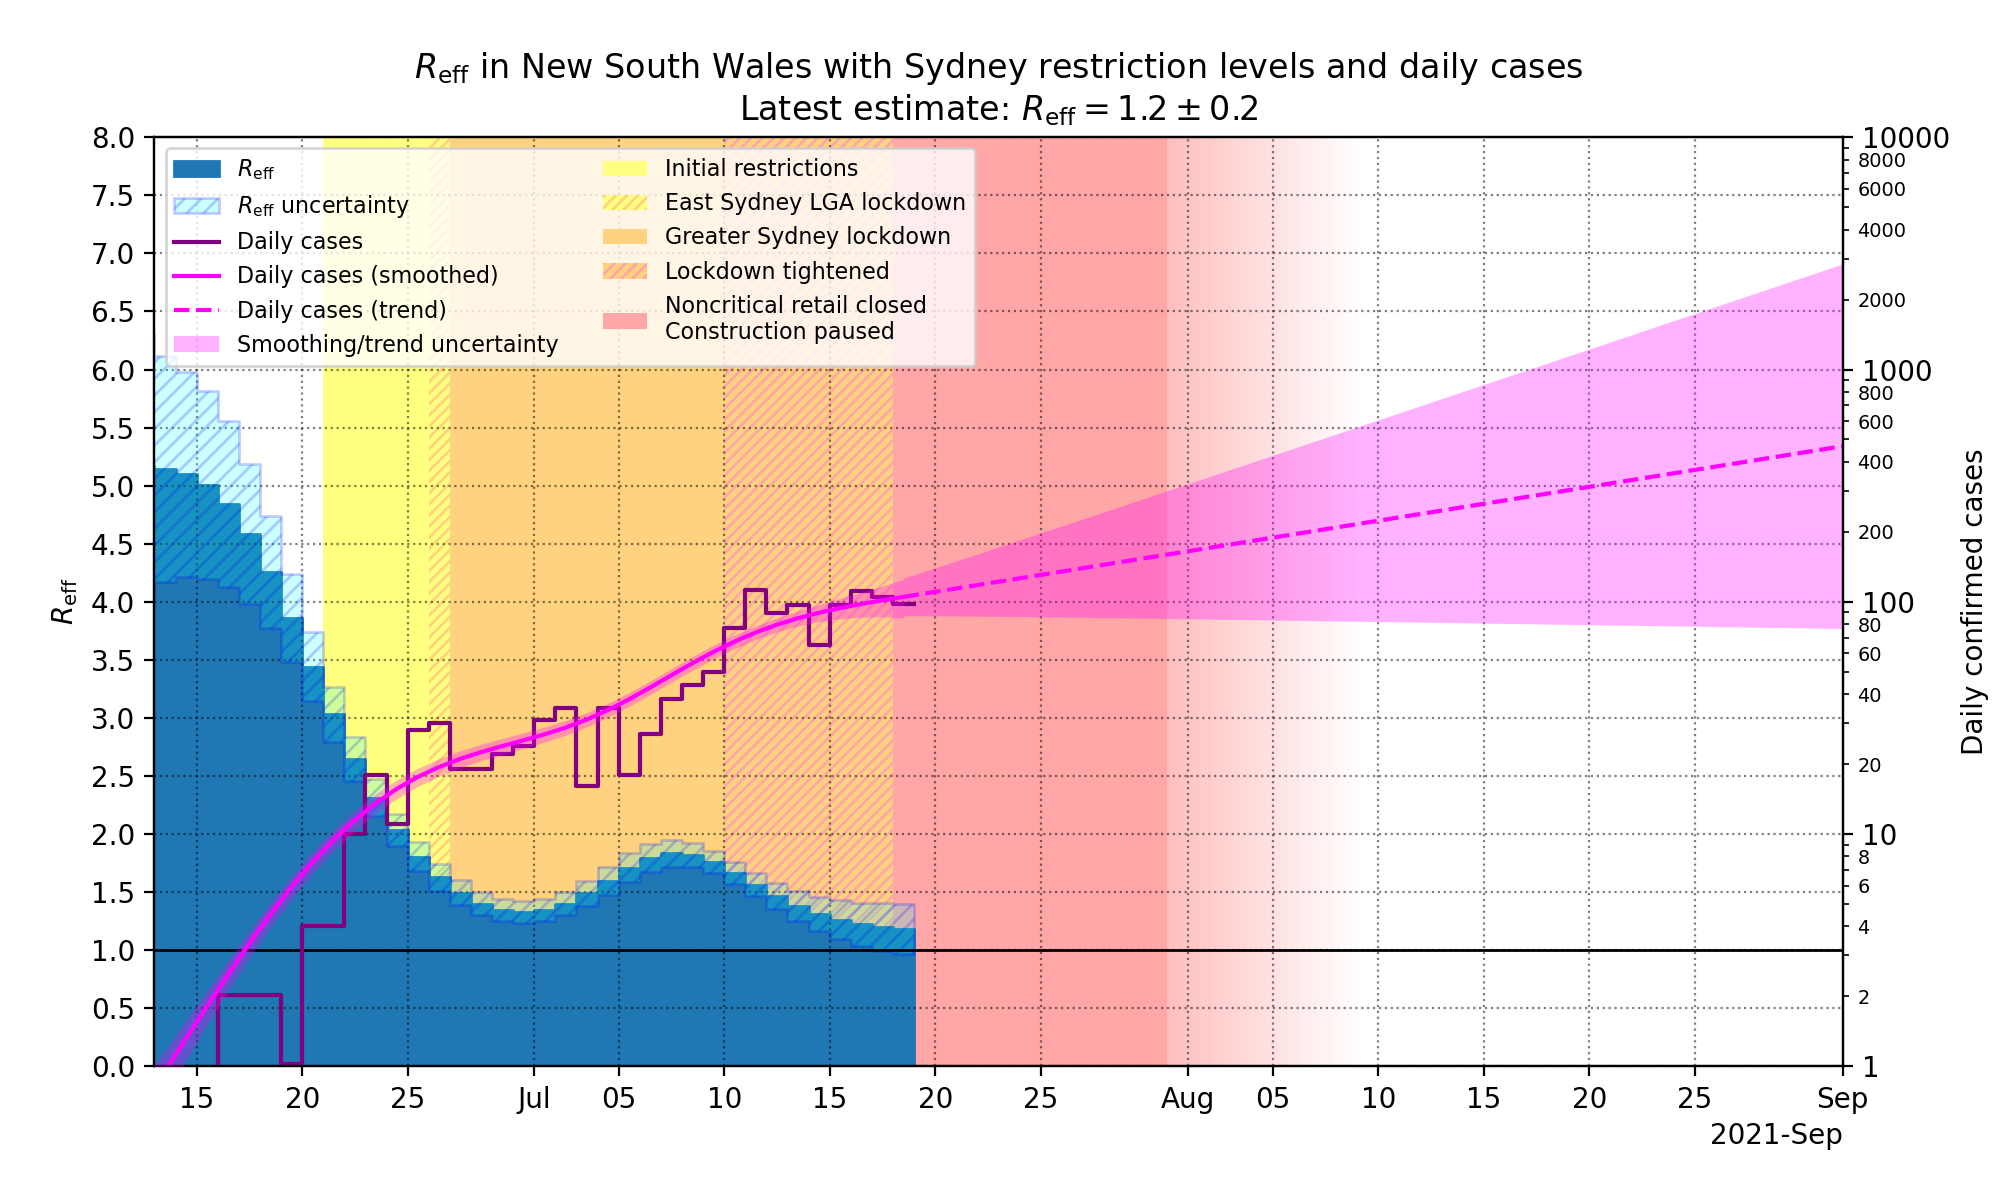 R_eff in New South Wales with Sydney restriction levels and daily cases
Latest estimate: R_eff = 1.2 ± 0.2
R_eff
R_eff uncertainty
Daily cases
Daily cases (smoothed)
Daily cases (trend)
Smoothing/trend uncertainty
Initial restrictions
East Sydney LGA lockdown
Greater Sydney lockdown
Lockdown tightened
Noncritical retail closed
Construction paused
R_eff
8.0
7.5
7.0
6.5
6.0
5.5
5.0
4.5
4.0
3.5
3.0
2.5
2.0
1.5
1.0
0.5
0.0
10000
8000
6000
4000
2000
1000
800
600
400
200
100
80
60
40
20
10
8
6
4
2
1
Daily confirmed cases
15 20 25 Jul 05 10 15 20 25 Aug 05 10 15 20 25 Sep
2021-Sep